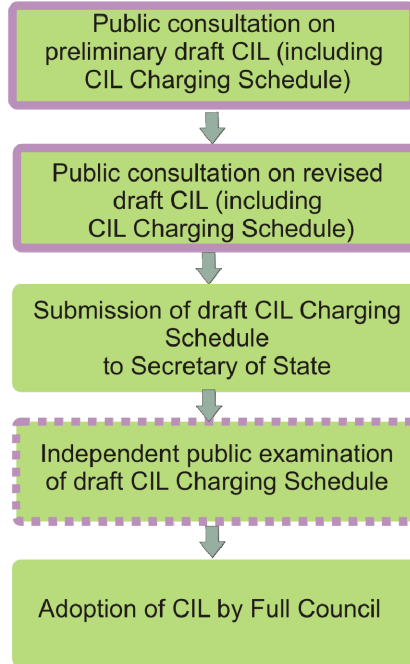 Public consultation on
preliminary draft CIL (including
CIL Charging Schedule)
Public consultation on revised
draft CIL (including
CIL Charging Schedule)
Submission of draft CIL Charging
Schedule
to Secretary of State
Independent public examination
of draft CIL Charging Schedule
Adoption of CIL by Full Council